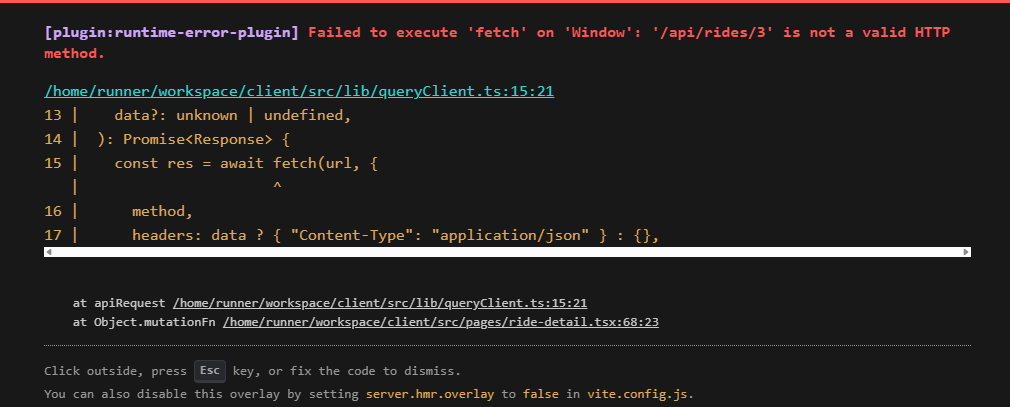 [plugin:runtime-error-plugin] Failed to execute 'fetch' on 'Window': '/api/rides/3' is not a valid HTTP
method.
/home/runner/workspace/client/src/lib/queryClient.ts:15:21
13 |    data?: unknown | undefined,
14 |  ): Promise<Response> {
15 |    const res = await fetch(url, {
   |                      ^
16 |      method,
17 |      headers: data ? { "Content-Type": "application/json" } : {},
at apiRequest /home/runner/workspace/client/src/lib/queryClient.ts:15:21
at Object.mutationFn /home/runner/workspace/client/src/pages/ride-detail.tsx:68:23
Click outside, press Esc key, or fix the code to dismiss.
You can also disable this overlay by setting server.hmr.overlay to false in vite.config.js.